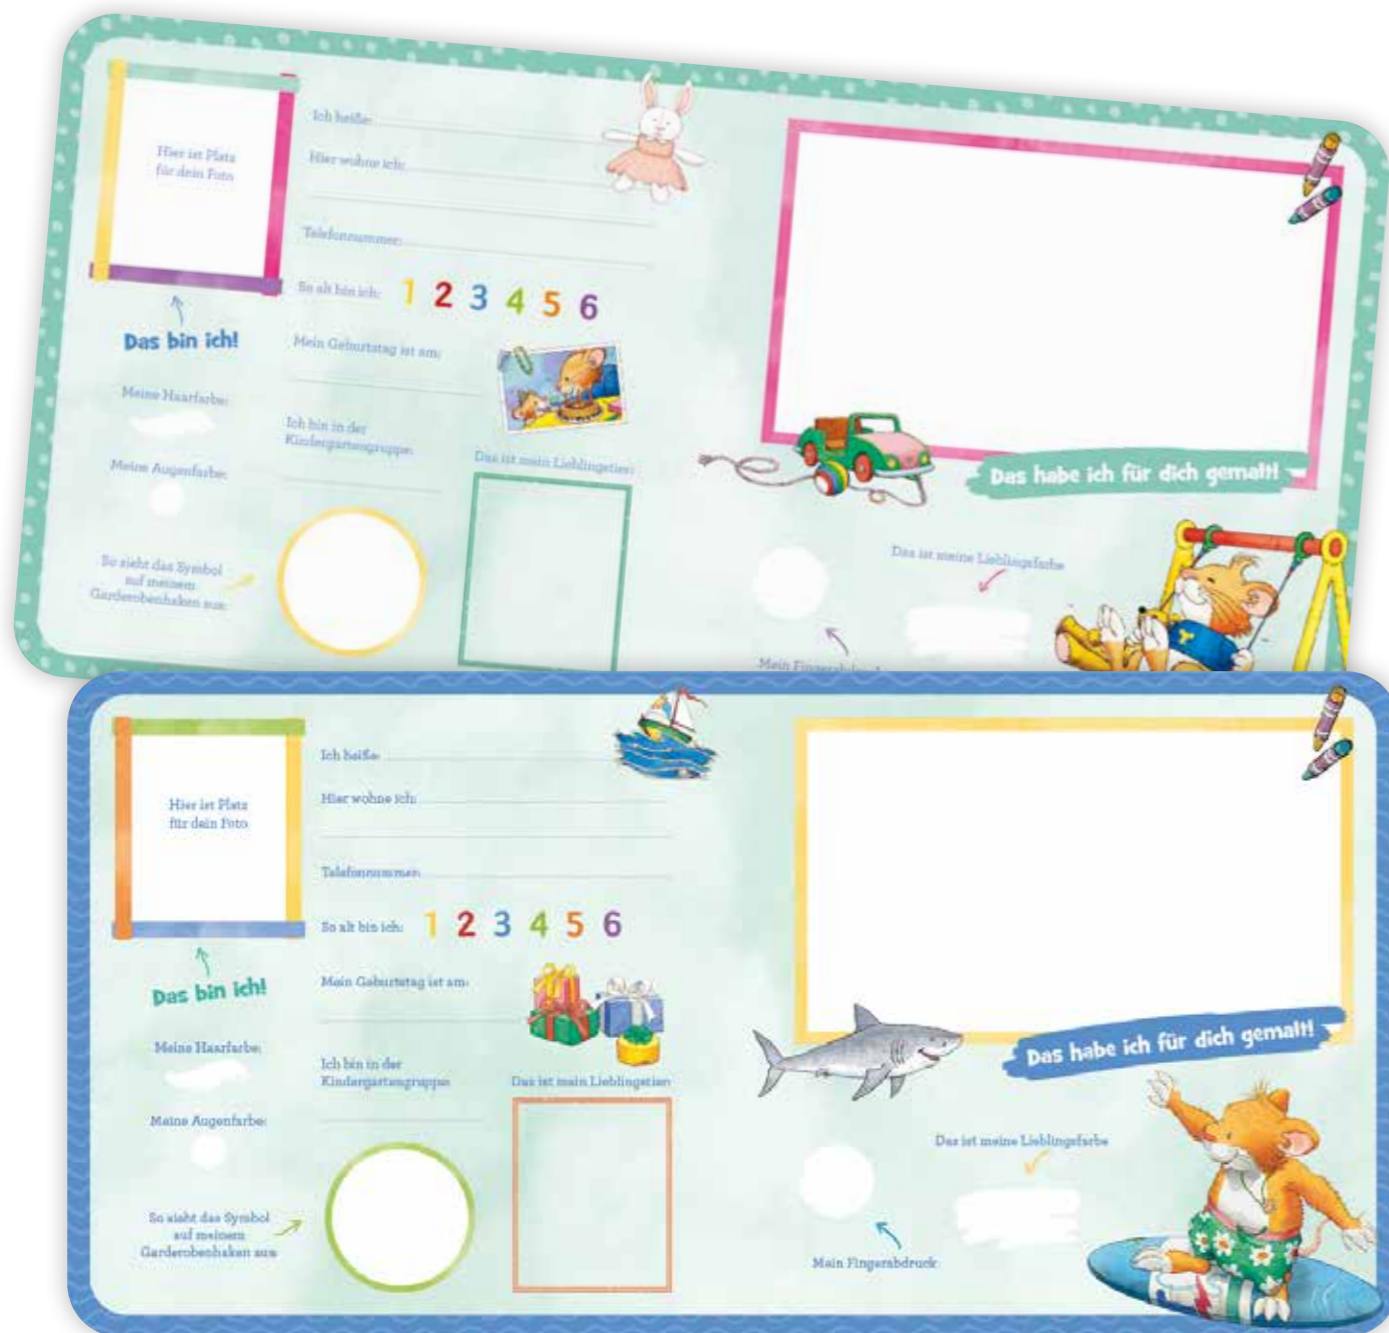 Hier ist Platz
für dein Foto
Das bin ich!
Meine Haarfarbe:
Meine Augenfarbe:
So sieht das Symbol
auf meinem
Garderobenhaken aus:
Ich heiße:
Hier wohne ich:
Telefonnummer:
So alt bin ich: 1 2 3 4 5 6
Mein Geburtstag ist am:
Ich bin in der
Kindergartengruppe:
Das ist mein Lieblingstier:
Das habe ich für dich gemalt!
Das ist meine Lieblingsfarbe
Mein Fingerabdruck
Hier ist Platz
für dein Foto
Das bin ich!
Meine Haarfarbe:
Meine Augenfarbe:
So sieht das Symbol
auf meinem
Garderobenhaken aus
Ich heiße:
Hier wohne ich:
Telefonnummer:
So alt bin ich: 1 2 3 4 5 6
Mein Geburtstag ist am:
Ich bin in der
Kindergartengruppe:
Das ist mein Lieblingstier:
Das habe ich für dich gemalt!
Das ist meine Lieblingsfarbe
Mein Fingerabdruck